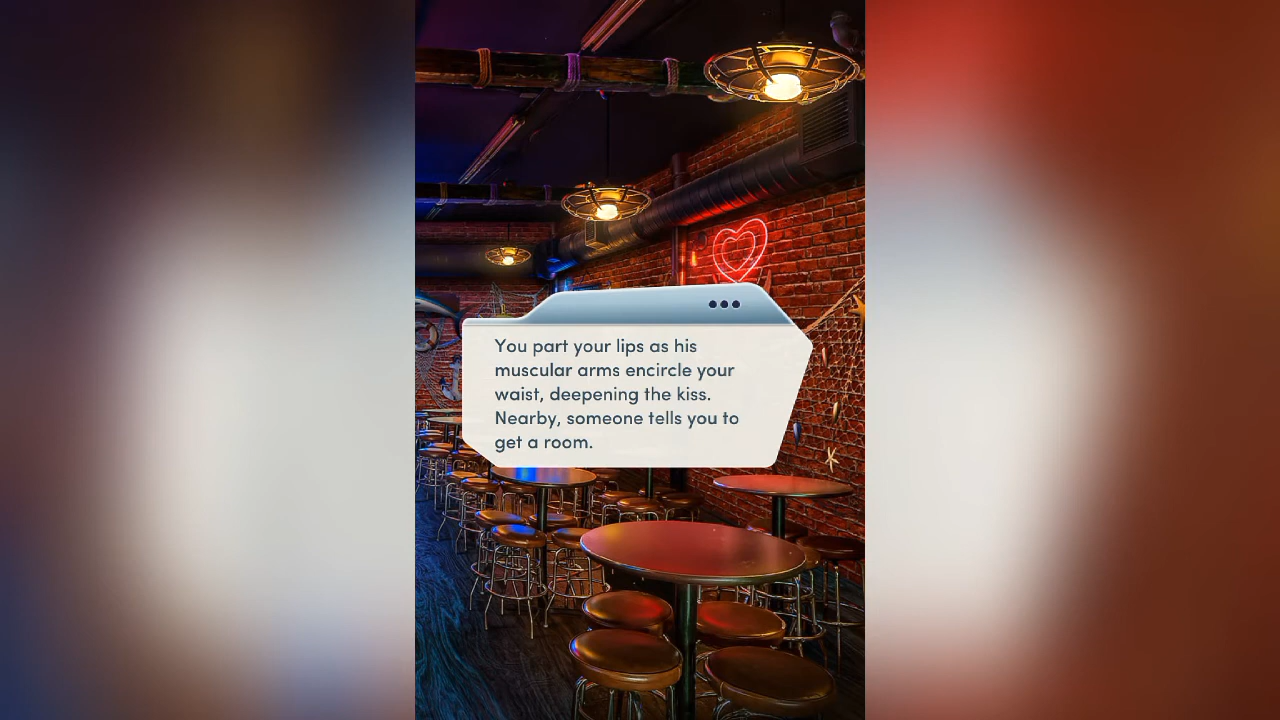 You part your lips as his
muscular arms encircle your
waist, deepening the kiss.
Nearby, someone tells you to
get a room.